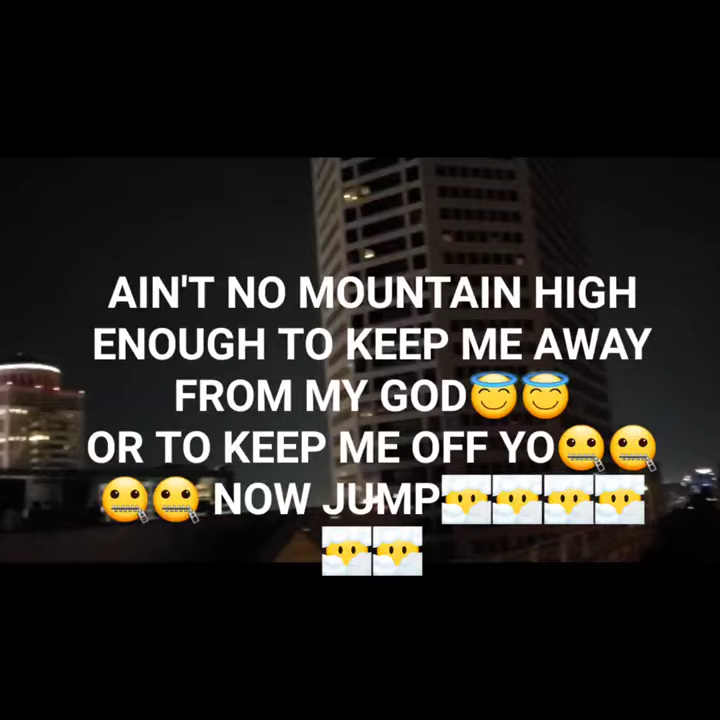 AIN'T NO MOUNTAIN HIGH
ENOUGH TO KEEP ME AWAY
FROM MY GOD😇😇
OR TO KEEP ME OFF YO🤐🤐
🤐🤐 NOW JUMP😶‍🌫️😶‍🌫️😶‍🌫️😶‍🌫️
😶‍🌫️😶‍🌫️